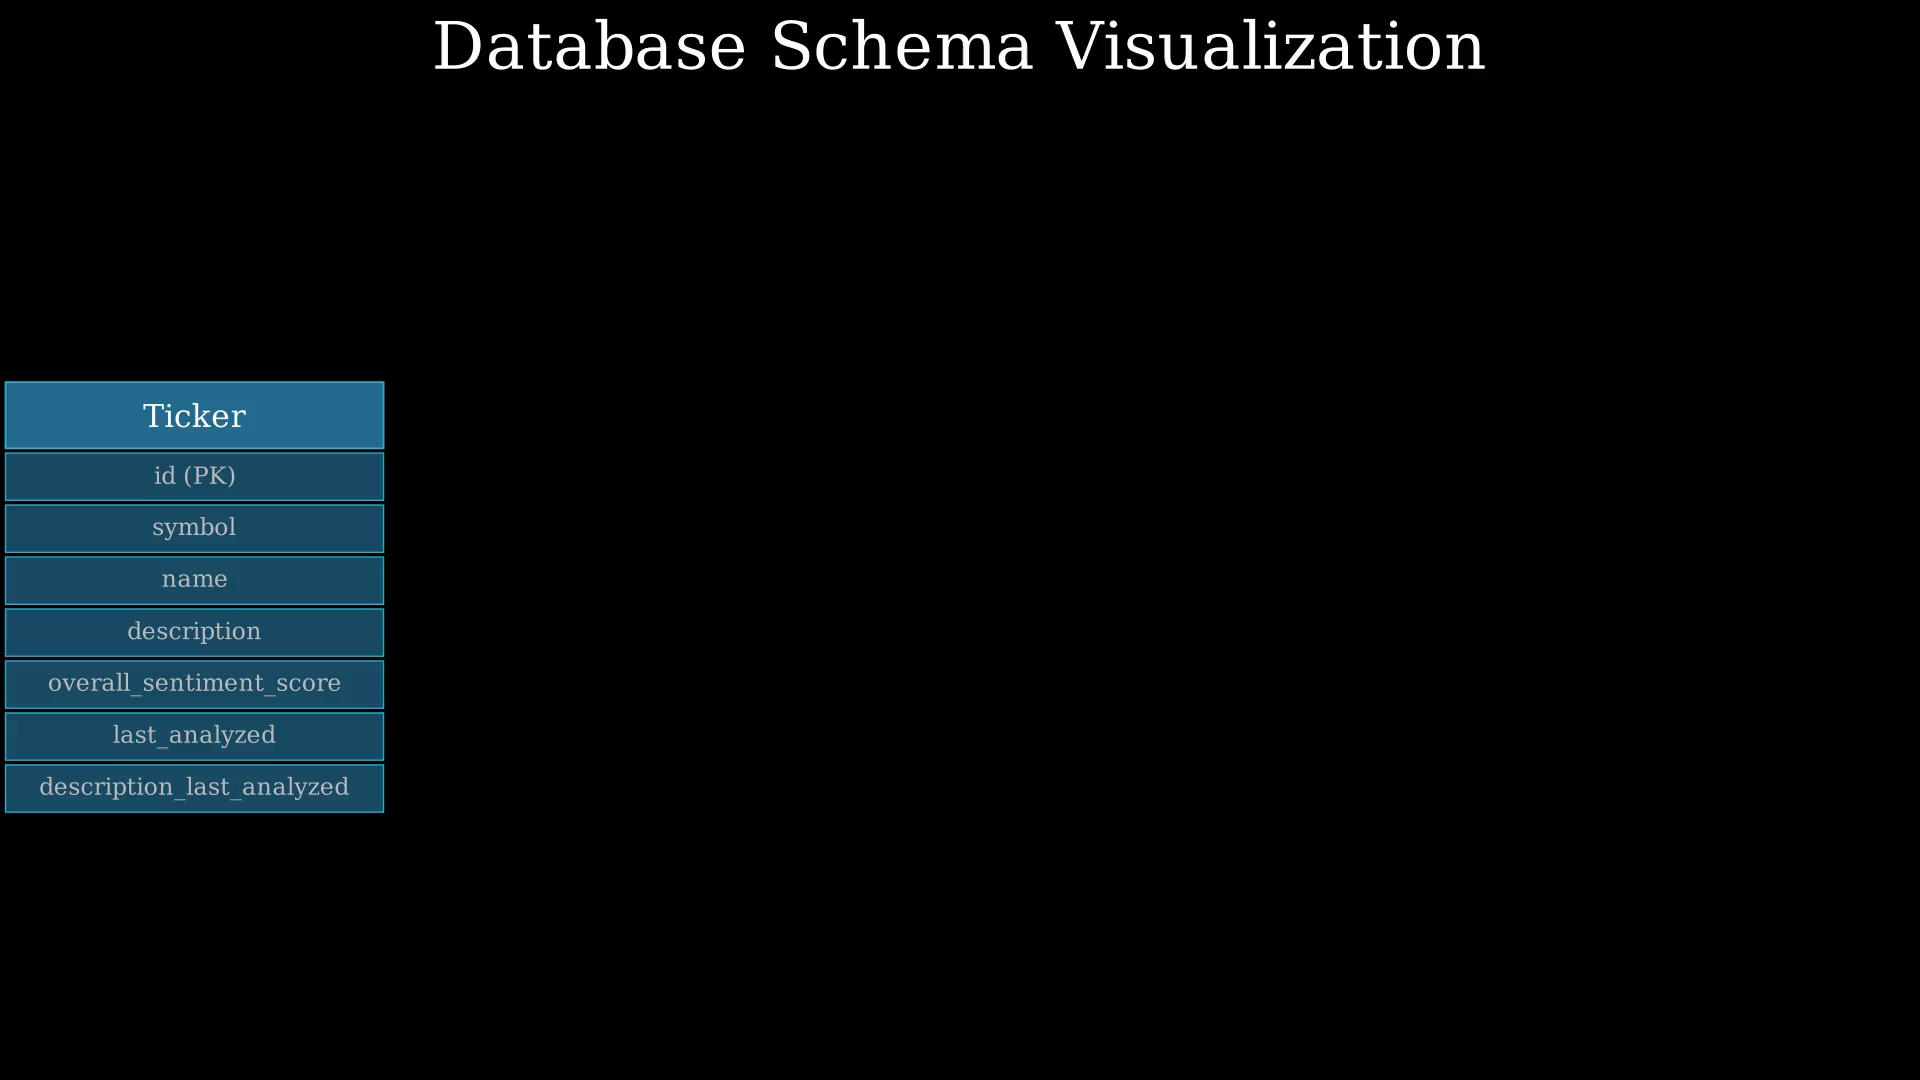 Database Schema Visualization
Ticker
id (PK)
symbol
name
description
overall_sentiment_score
last_analyzed
description_last_analyzed